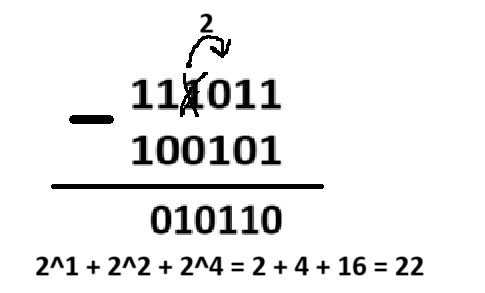 2
111011
100101
010110
2^1 + 2^2 + 2^4 = 2 + 4 + 16 = 22